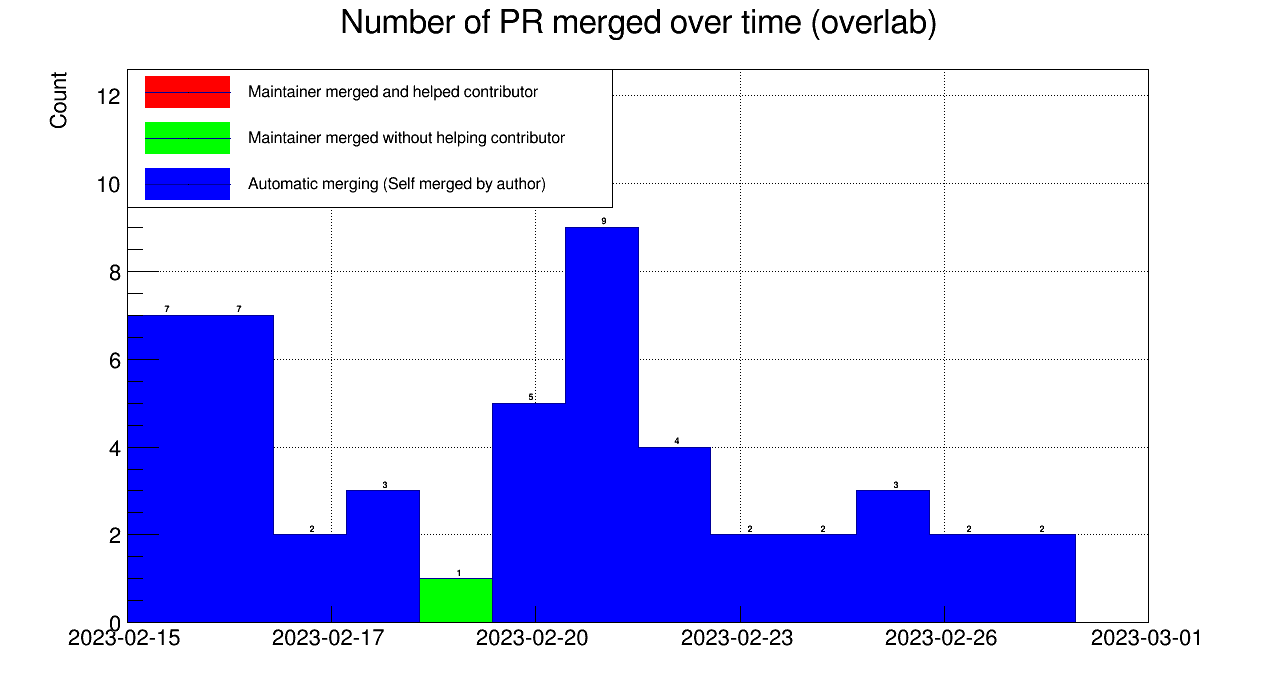 Number of PR merged over time (overlab)
Count
Maintainer merged and helped contributor
Maintainer merged without helping contributor
Automatic merging (Self merged by author)
12
10
8
6
4
2
0
7 7 2 3 1 5 9 4 2 2 3 2 2
2023-02-15 2023-02-17 2023-02-20 2023-02-23 2023-02-26 2023-03-01